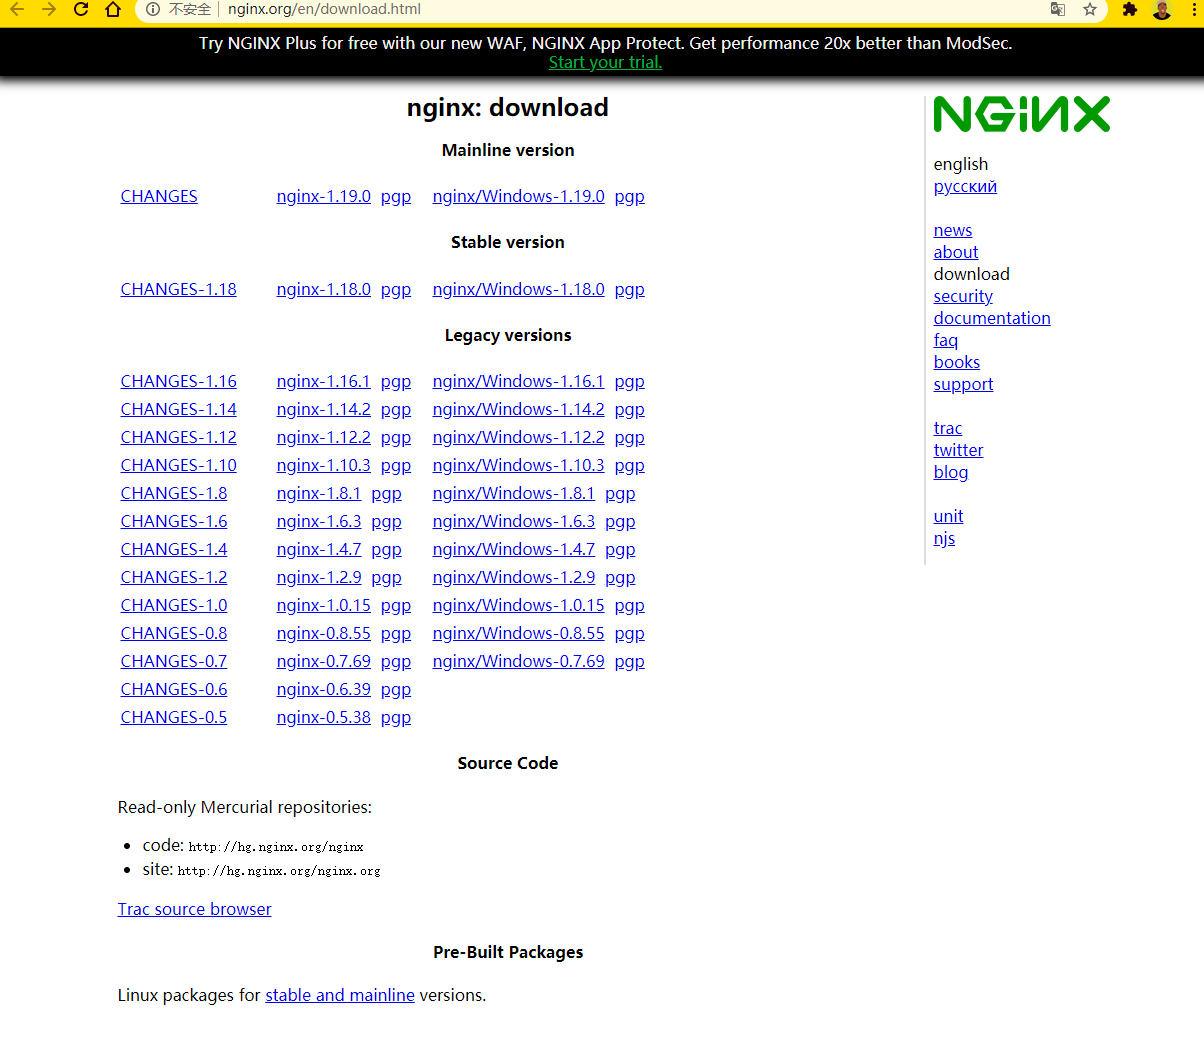 不安全 nginx.org/en/download.html
Try NGINX Plus for free with our new WAF, NGINX App Protect. Get performance 20x better than ModSec.
Start your trial.
nginx: download
Mainline version
CHANGES nginx-1.19.0 pgp nginx/Windows-1.19.0 pgp
Stable version
CHANGES-1.18 nginx-1.18.0 pgp nginx/Windows-1.18.0 pgp
Legacy versions
CHANGES-1.16 nginx-1.16.1 pgp nginx/Windows-1.16.1 pgp
CHANGES-1.14 nginx-1.14.2 pgp nginx/Windows-1.14.2 pgp
CHANGES-1.12 nginx-1.12.2 pgp nginx/Windows-1.12.2 pgp
CHANGES-1.10 nginx-1.10.3 pgp nginx/Windows-1.10.3 pgp
CHANGES-1.8 nginx-1.8.1 pgp nginx/Windows-1.8.1 pgp
CHANGES-1.6 nginx-1.6.3 pgp nginx/Windows-1.6.3 pgp
CHANGES-1.4 nginx-1.4.7 pgp nginx/Windows-1.4.7 pgp
CHANGES-1.2 nginx-1.2.9 pgp nginx/Windows-1.2.9 pgp
CHANGES-1.0 nginx-1.0.15 pgp nginx/Windows-1.0.15 pgp
CHANGES-0.8 nginx-0.8.55 pgp nginx/Windows-0.8.55 pgp
CHANGES-0.7 nginx-0.7.69 pgp nginx/Windows-0.7.69 pgp
CHANGES-0.6 nginx-0.6.39 pgp
CHANGES-0.5 nginx-0.5.38 pgp
Source Code
Read-only Mercurial repositories:
• code: http://hg.nginx.org/nginx
• site: http://hg.nginx.org/nginx.org
Trac source browser
Pre-Built Packages
Linux packages for stable and mainline versions.
NGINX
english
русский
news
about
download
security
documentation
faq
books
support
trac
twitter
blog
unit
njs